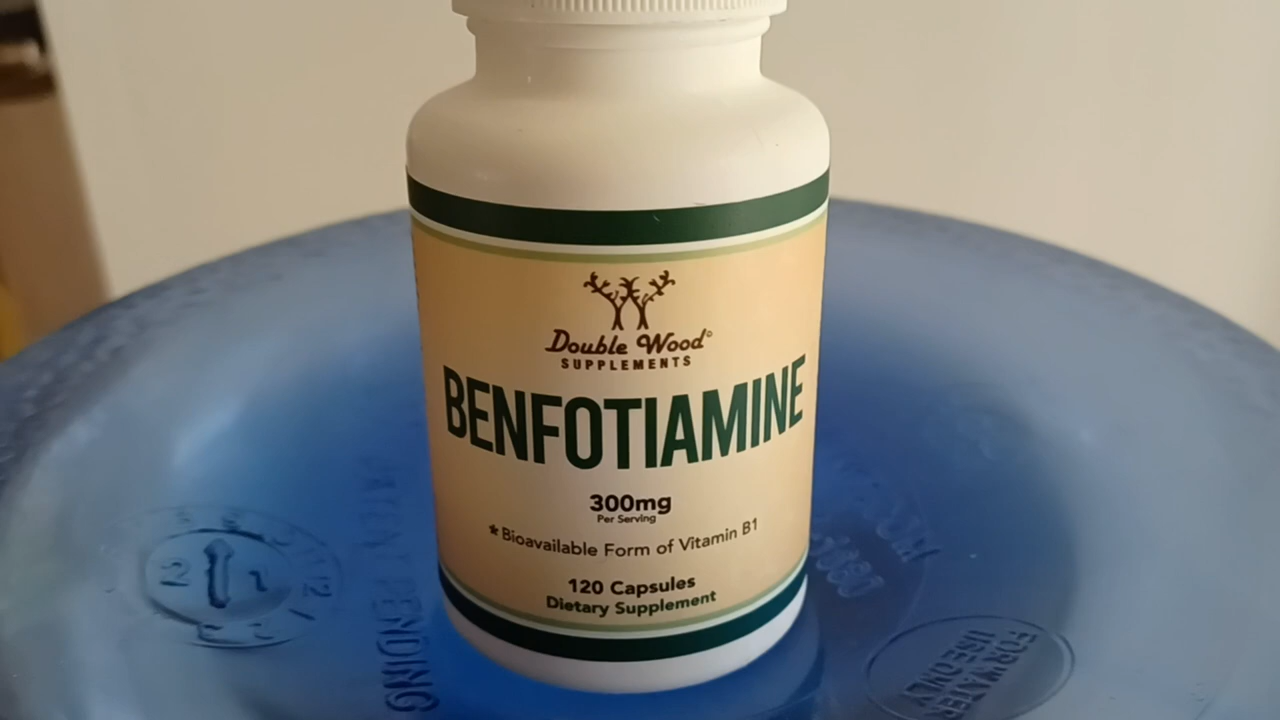 Double Wood
SUPPLEMENTS
BENFOTIAMINE
300mg
Per Serving
*Bioavailable Form of Vitamin B1
120 Capsules
Dietary Supplement
PENDING
FOR WATER
USE ONLY